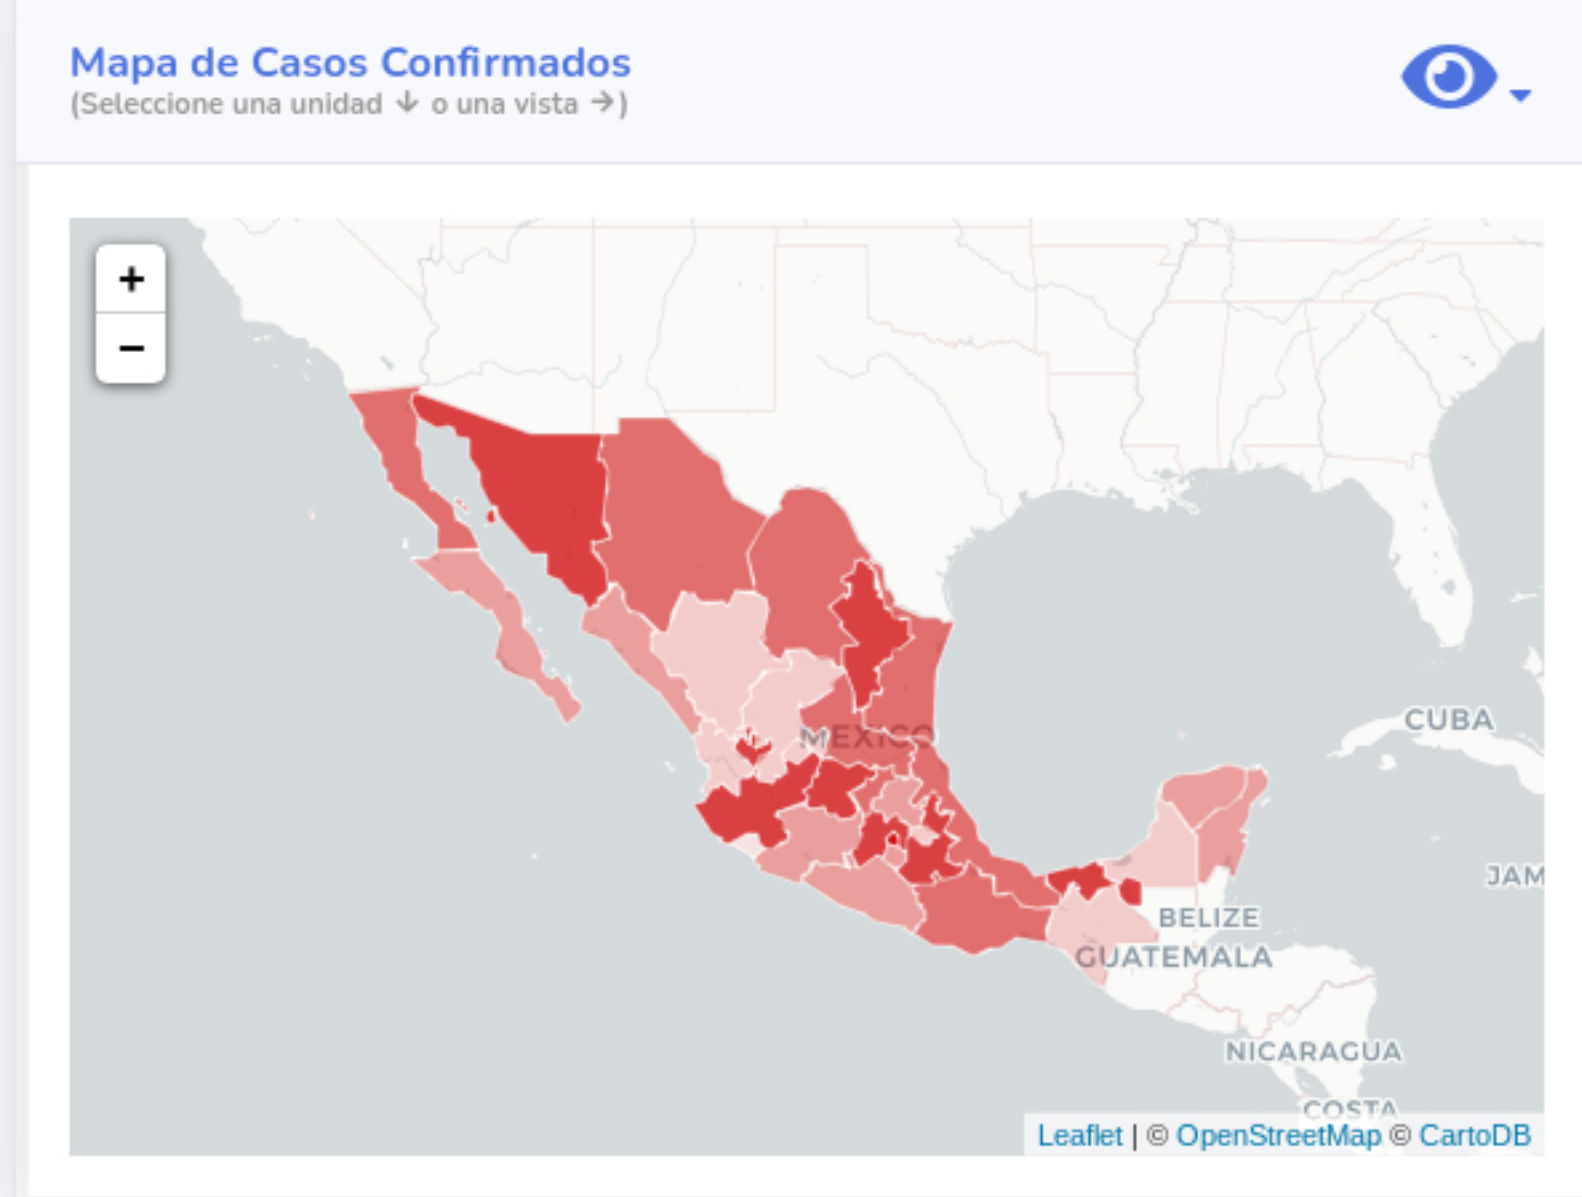 Mapa de Casos Confirmados
(Seleccione una unidad ↓ o una vista →)
+
−
MEXICO
CUBA
JAM
BELIZE
GUATEMALA
NICARAGUA
COSTA
Leaflet | © OpenStreetMap © CartoDB